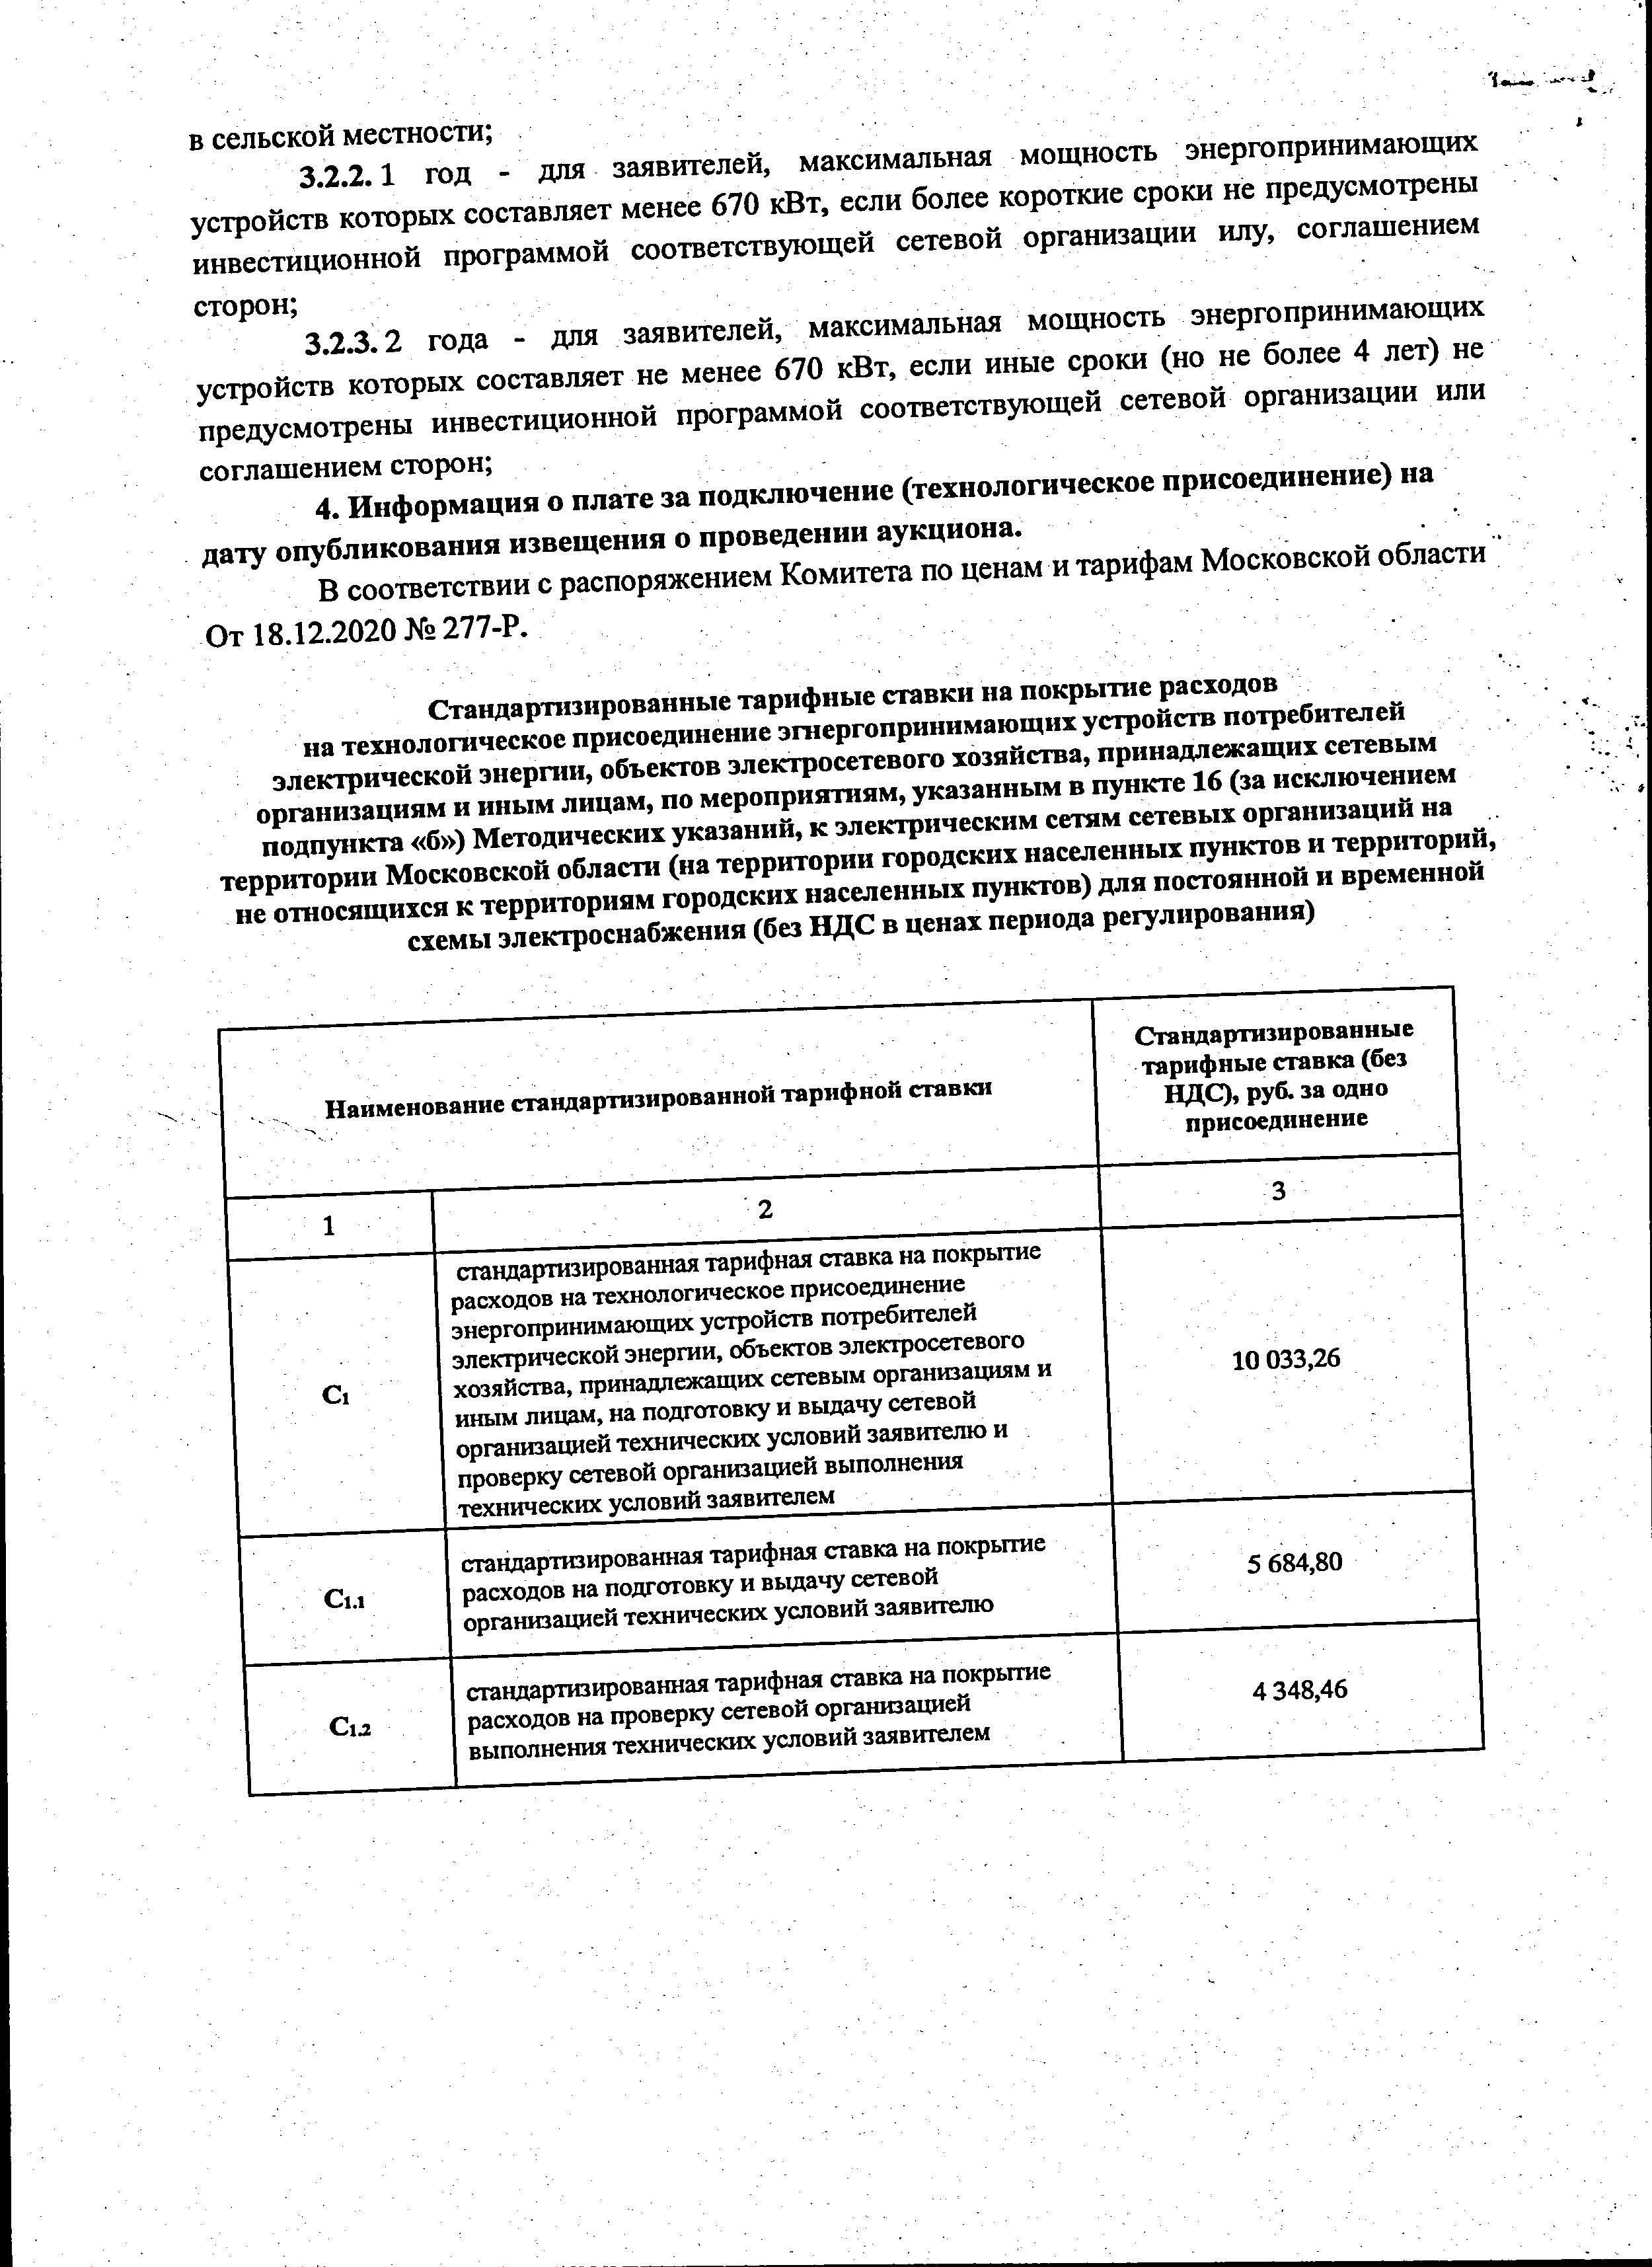 в сельской местности;
3.2.2. 1 год - для заявителей, максимальная мощность энергопринимающих
устройств которых составляет менее 670 кВт, если более короткие сроки не предусмотрены
инвестиционной программой соответствующей сетевой организации илу, соглашением
сторон;
3.2.3. 2 года - для заявителей, максимальная мощность энергопринимающих
устройств которых составляет не менее 670 кВт, если иные сроки (но не более 4 лет) не
предусмотрены инвестиционной программой соответствующей сетевой организации или
соглашением сторон;
4. Информация о плате за подключение (технологическое присоединение) на
дату опубликования извещения о проведении аукциона.
В соответствии с распоряжением Комитета по ценам и тарифам Московской области
От 18.12.2020 № 277-Р.
Стандартизированные тарифные ставки на покрытие расходов
на технологическое присоединение эгнергопринимающих устройств потребителей
электрической энергии, объектов электросетевого хозяйства, принадлежащих сетевым
организациям и иным лицам, по мероприятиям, указанным в пункте 16 (за исключением
подпункта «б») Методических указаний, к электрическим сетям сетевых организаций на
территории Московской области (на территории городских населенных пунктов и территорий,
не относящихся к территориям городских населенных пунктов) для постоянной и временной
схемы электроснабжения (без НДС в ценах периода регулирования)
Наименование стандартизированной тарифной ставки
Стандартизированные
тарифные ставка (без
НДС), руб. за одно
присоединение
1
2
3
C1
стандартизированная тарифная ставка на покрытие
расходов на технологическое присоединение
энергопринимающих устройств потребителей
электрической энергии, объектов электросетевого
хозяйства, принадлежащих сетевым организациям и
иным лицам, на подготовку и выдачу сетевой
организацией технических условий заявителю и
проверку сетевой организацией выполнения
технических условий заявителем
10 033,26
C1.1
стандартизированная тарифная ставка на покрытие
расходов на подготовку и выдачу сетевой
организацией технических условий заявителю
5 684,80
C1.2
стандартизированная тарифная ставка на покрытие
расходов на проверку сетевой организацией
выполнения технических условий заявителем
4 348,46